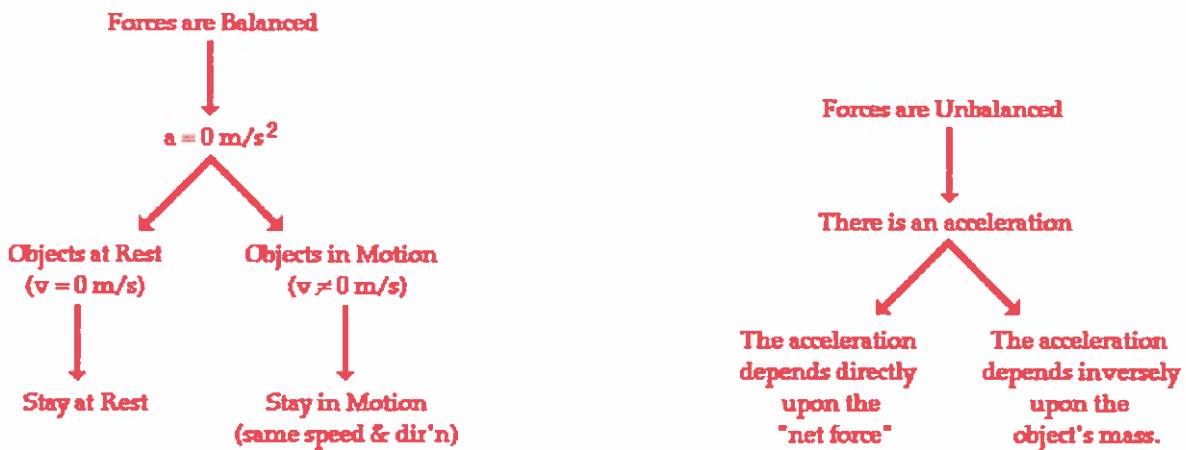 Forces are Balanced
a = 0 m/s²
Objects at Rest
(v = 0 m/s)
Objects in Motion
(v ≠ 0 m/s)
Stay at Rest
Stay in Motion
(same speed & dir'n)
Forces are Unbalanced
There is an acceleration
The acceleration
depends directly
upon the
"net force"
The acceleration
depends inversely
upon the
object's mass.